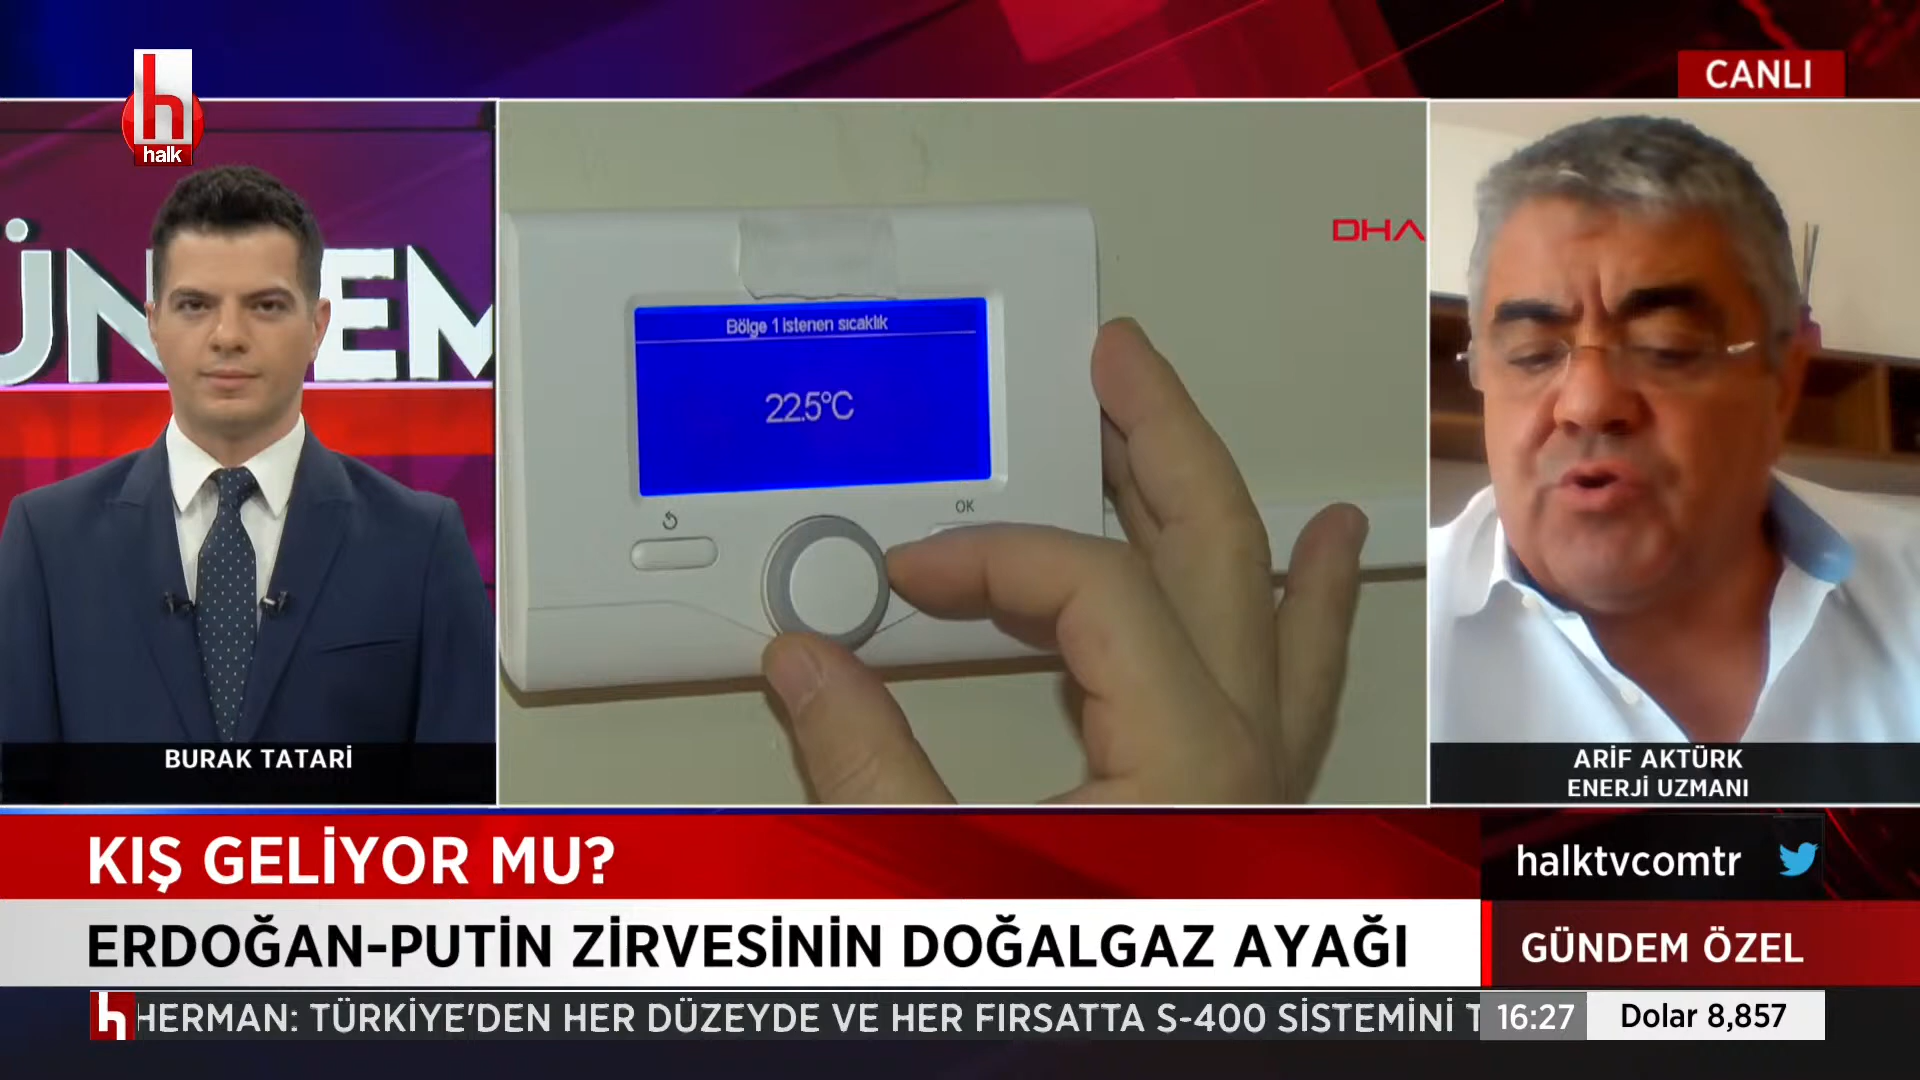 h
halk
CANLI
ÜN EM
DHA
Bölge 1 istenen sıcaklık
22.5°C
OK
BURAK TATARİ
ARİF AKTÜRK
ENERJİ UZMANI
KIŞ GELİYOR MU?
halktvcomtr
ERDOĞAN-PUTİN ZİRVESİNİN DOĞALGAZ AYAĞI
GÜNDEM ÖZEL
h
HERMAN: TÜRKİYE'DEN HER DÜZEYDE VE HER FIRSATTA S-400 SİSTEMİNİ T
16:27
Dolar 8,857